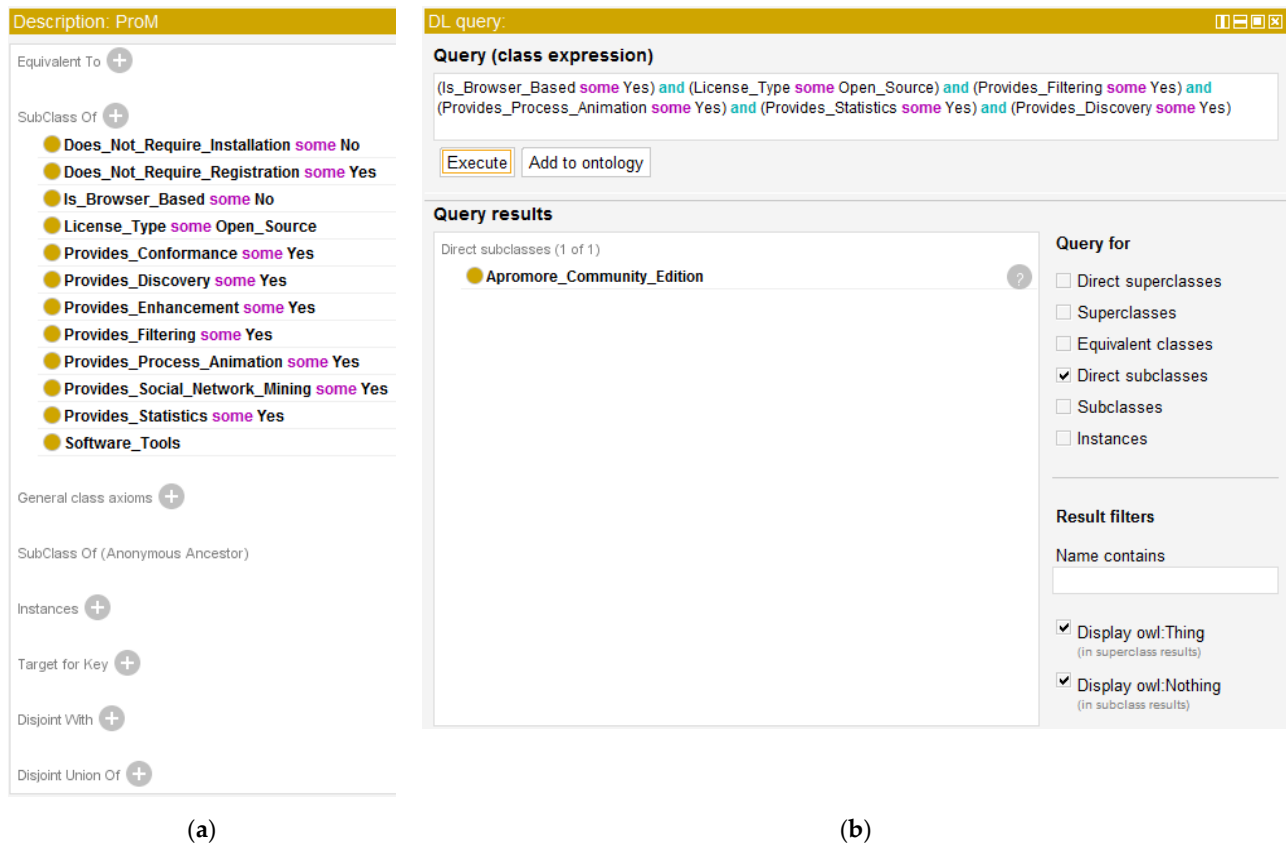 Description: ProM
Equivalent To
SubClass Of
Does_Not_Require_Installation some No
Does_Not_Require_Registration some Yes
Is_Browser_Based some No
License_Type some Open_Source
Provides_Conformance some Yes
Provides_Discovery some Yes
Provides_Enhancement some Yes
Provides_Filtering some Yes
Provides_Process_Animation some Yes
Provides_Social_Network_Mining some Yes
Provides_Statistics some Yes
Software_Tools
General class axioms
SubClass Of (Anonymous Ancestor)
Instances
Target for Key
Disjoint With
Disjoint Union Of
(a)
DL query:
Query (class expression)
(Is_Browser_Based some Yes) and (License_Type some Open_Source) and (Provides_Filtering some Yes) and
(Provides_Process_Animation some Yes) and (Provides_Statistics some Yes) and (Provides_Discovery some Yes)
Execute Add to ontology
Query results
Direct subclasses (1 of 1)
Apromore_Community_Edition ?
Query for
Direct superclasses
Superclasses
Equivalent classes
Direct subclasses
Subclasses
Instances
Result filters
Name contains
Display owl:Thing
(in superclass results)
Display owl:Nothing
(in subclass results)
(b)